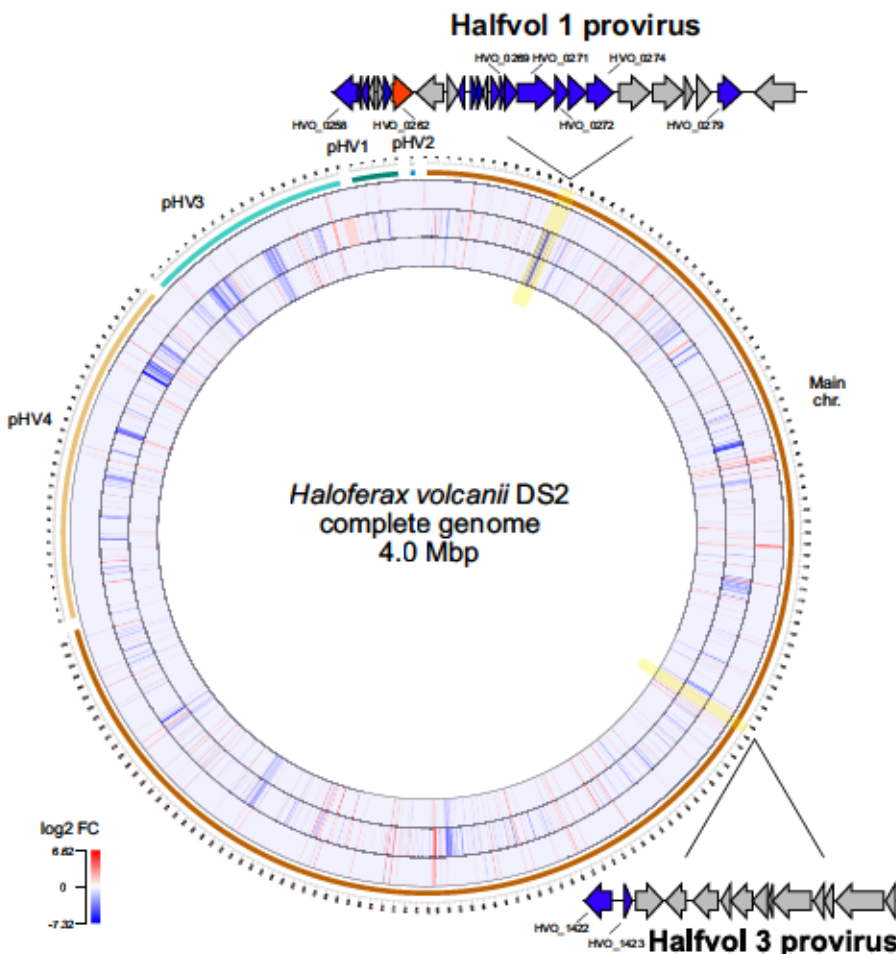 Halfvol 1 provirus
HVO_0269
HVO_0271
HVO_0274
HVO_0258
HVO_0262
HVO_0272
HVO_0279
pHV1
pHV2
pHV3
pHV4
Main
chr.
Haloferax volcanii DS2
complete genome
4.0 Mbp
log2 FC
6.62
0
-7.32
HVO_1422
HVO_1423
Halfvol 3 provirus